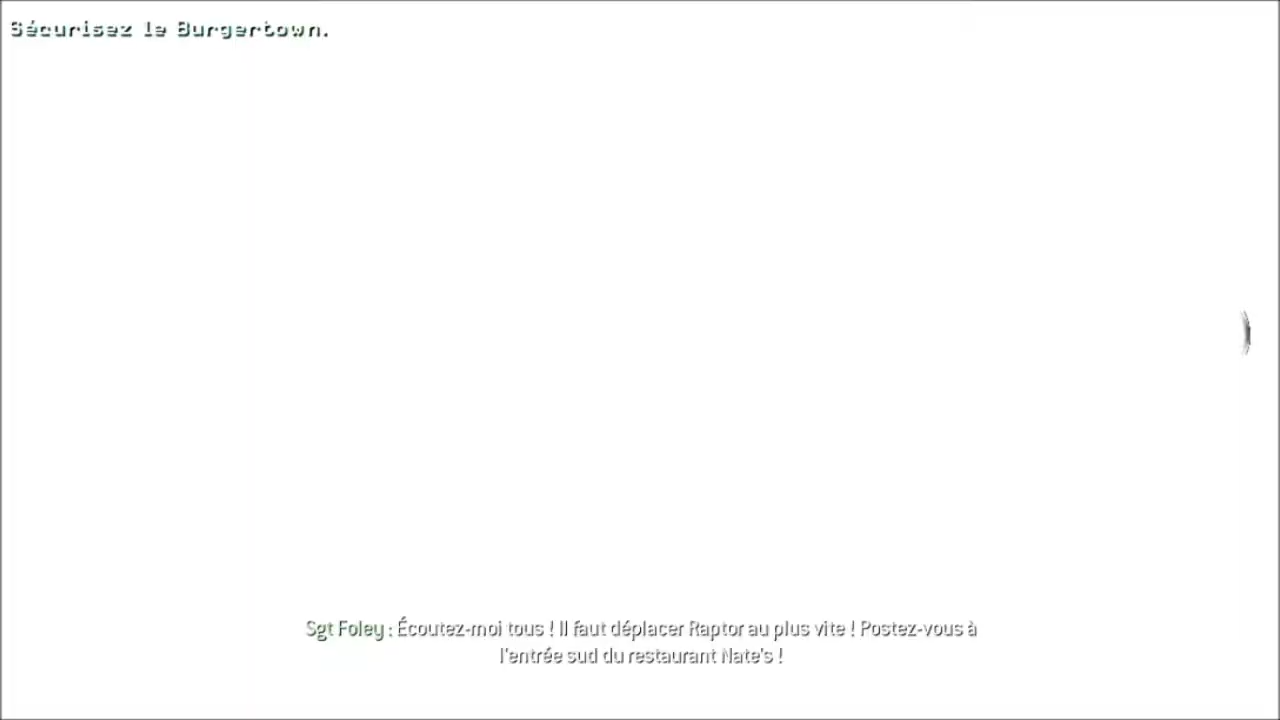 Sécurisez le Burgertown.
Sgt Foley : Écoutez-moi tous ! Il faut déplacer Raptor au plus vite ! Postez-vous à
l'entrée sud du restaurant Nate's !